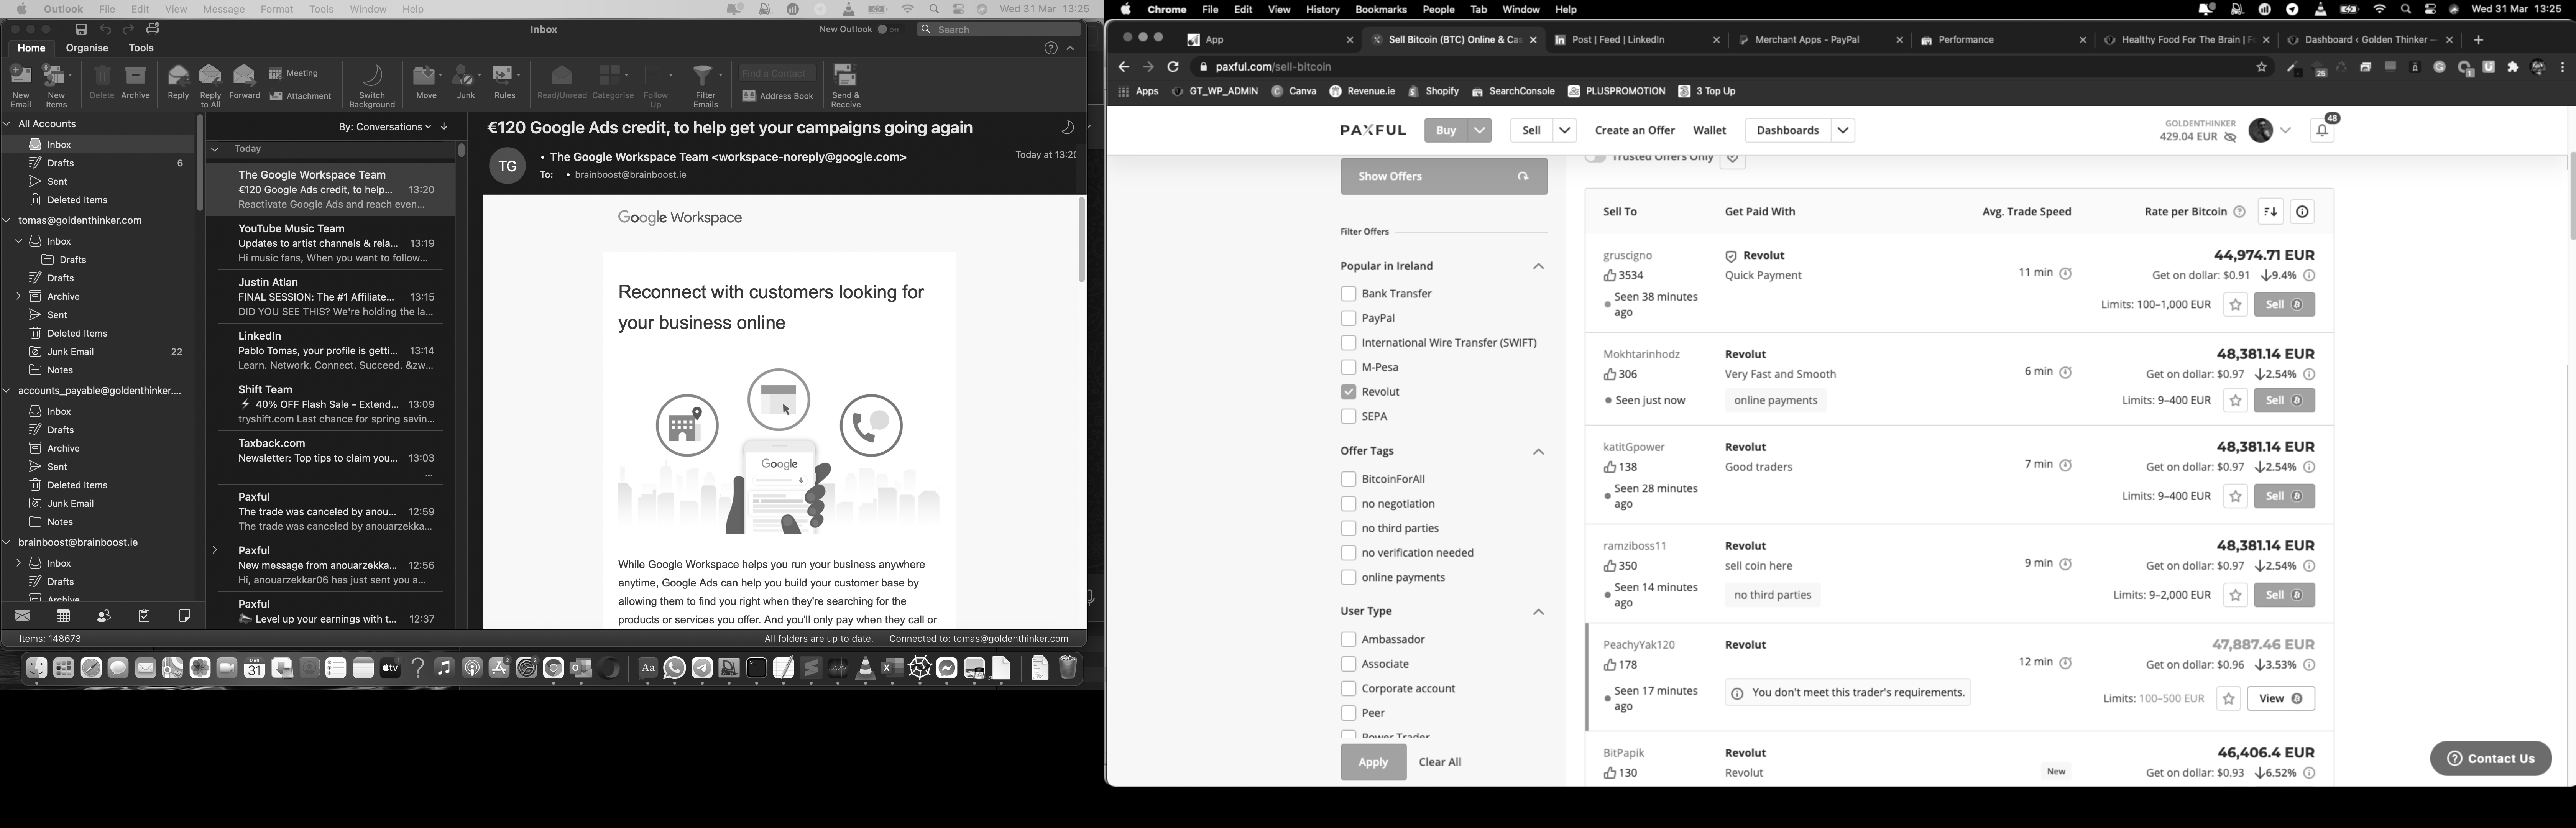 Outlook File Edit View Message Format Tools Window Help
Wed 31 Mar 13:25
Inbox
New Outlook
Search
Home Organise Tools
New Email
New Items
Delete
Archive
Reply
Reply to All
Forward
Meeting
Attachment
Switch Background
Move
Junk
Rules
Read/Unread
Categorise
Follow Up
Filter Emails
Find a Contact
Address Book
Send & Receive
All Accounts
Inbox
Drafts 6
Sent
Deleted Items
tomas@goldenthinker.com
Inbox
Drafts
Drafts
Archive
Sent
Deleted Items
Junk Email 22
Notes
accounts_payable@goldenthinker....
Inbox
Drafts
Archive
Sent
Deleted Items
Junk Email
Notes
brainboost@brainboost.ie
Inbox
Drafts
Archive
By: Conversations
Today
The Google Workspace Team
€120 Google Ads credit, to help... 13:20
Reactivate Google Ads and reach even...
YouTube Music Team
Updates to artist channels & rela... 13:19
Hi music fans, When you want to follow...
Justin Atlan
FINAL SESSION: The #1 Affiliate... 13:15
DID YOU SEE THIS? We're holding the la...
LinkedIn
Pablo Tomas, your profile is getti... 13:14
Learn. Network. Connect. Succeed. &zw...
Shift Team
⚡ 40% OFF Flash Sale - Extend... 13:09
tryshift.com Last chance for spring savin...
Taxback.com
Newsletter: Top tips to claim you... 13:03
...
Paxful
The trade was canceled by anou... 12:59
The trade was canceled by anouarzekka...
Paxful
New message from anouarzekka... 12:56
Hi, anouarzekkar06 has just sent you a...
Paxful
Level up your earnings with t... 12:37
€120 Google Ads credit, to help get your campaigns going again
TG
• The Google Workspace Team <workspace-noreply@google.com>
Today at 13:20
To: • brainboost@brainboost.ie
Google Workspace
Reconnect with customers looking for
your business online
Google
While Google Workspace helps you run your business anywhere
anytime, Google Ads can help you build your customer base by
allowing them to find you right when they're searching for the
products or services you offer. And you'll only pay when they call or
Items: 148673
All folders are up to date.
Connected to: tomas@goldenthinker.com
MAR
31
tv
Aa
Chrome File Edit View History Bookmarks People Tab Window Help
Wed 31 Mar 13:25
App
Sell Bitcoin (BTC) Online & Cas
Post | Feed | LinkedIn
Merchant Apps - PayPal
Performance
Healthy Food For The Brain | F
Dashboard ‹ Golden Thinker —
paxful.com/sell-bitcoin
25
Apps
GT_WP_ADMIN
Canva
Revenue.ie
Shopify
SearchConsole
PLUSPROMOTION
3 Top Up
PAXFUL
Buy
Sell
Create an Offer
Wallet
Dashboards
GOLDENTHINKER
429.04 EUR
48
Trusted Offers Only
Show Offers
Filter Offers
Popular in Ireland
Bank Transfer
PayPal
International Wire Transfer (SWIFT)
M-Pesa
Revolut
SEPA
Offer Tags
BitcoinForAll
no negotiation
no third parties
no verification needed
online payments
User Type
Ambassador
Associate
Corporate account
Peer
Power Trader
Apply
Clear All
Sell To
Get Paid With
Avg. Trade Speed
Rate per Bitcoin
gruscigno
3534
Seen 38 minutes ago
Revolut
Quick Payment
11 min
44,974.71 EUR
Get on dollar: $0.91 ↓9.4%
Limits: 100–1,000 EUR
Sell
Mokhtarinhodz
306
Seen just now
Revolut
Very Fast and Smooth
online payments
6 min
48,381.14 EUR
Get on dollar: $0.97 ↓2.54%
Limits: 9–400 EUR
Sell
katitGpower
138
Seen 28 minutes ago
Revolut
Good traders
7 min
48,381.14 EUR
Get on dollar: $0.97 ↓2.54%
Limits: 9–400 EUR
Sell
ramziboss11
350
Seen 14 minutes ago
Revolut
sell coin here
no third parties
9 min
48,381.14 EUR
Get on dollar: $0.97 ↓2.54%
Limits: 9–2,000 EUR
Sell
PeachyYak120
178
Seen 17 minutes ago
Revolut
You don't meet this trader's requirements.
12 min
47,887.46 EUR
Get on dollar: $0.96 ↓3.53%
Limits: 100–500 EUR
View
BitPapik
130
Revolut
Revolut
New
46,406.4 EUR
Get on dollar: $0.93 ↓6.52%
Contact Us